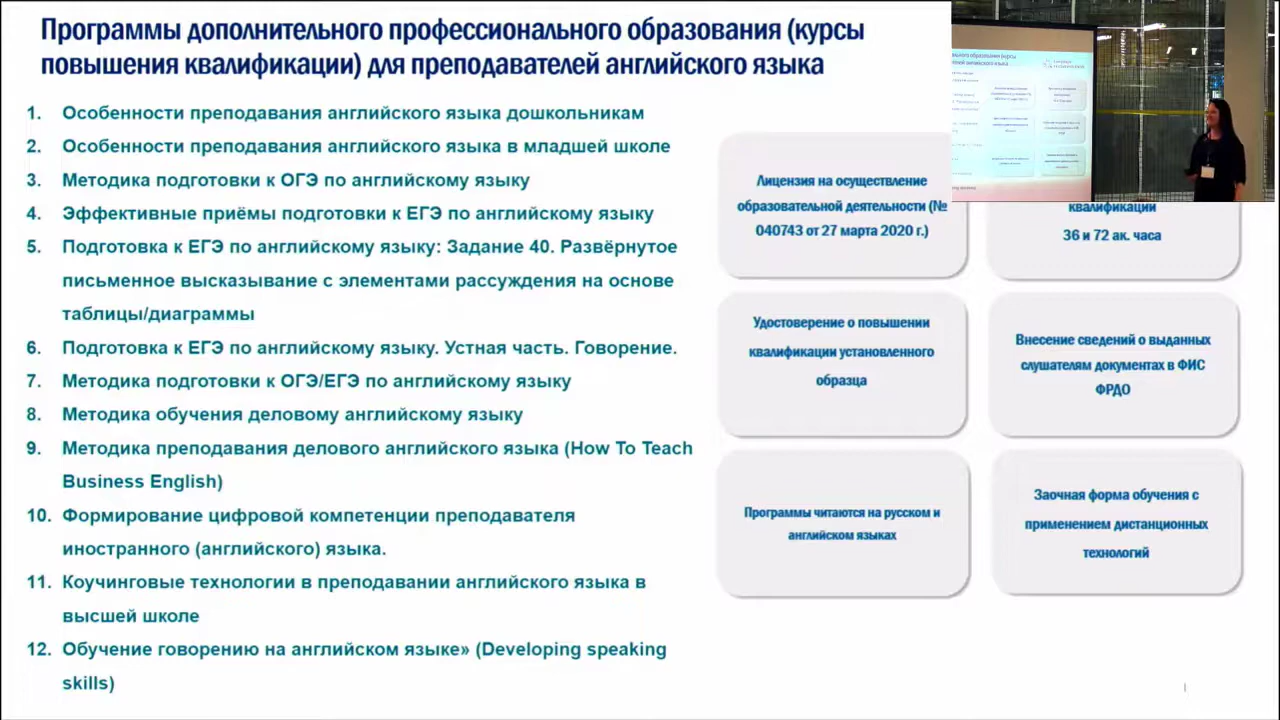 Программы дополнительного профессионального образования (курсы
повышения квалификации) для преподавателей английского языка
1. Особенности преподавания английского языка дошкольникам
2. Особенности преподавания английского языка в младшей школе
3. Методика подготовки к ОГЭ по английскому языку
4. Эффективные приёмы подготовки к ЕГЭ по английскому языку
5. Подготовка к ЕГЭ по английскому языку: Задание 40. Развёрнутое
письменное высказывание с элементами рассуждения на основе
таблицы/диаграммы
6. Подготовка к ЕГЭ по английскому языку. Устная часть. Говорение.
7. Методика подготовки к ОГЭ/ЕГЭ по английскому языку
8. Методика обучения деловому английскому языку
9. Методика преподавания делового английского языка (How To Teach
Business English)
10. Формирование цифровой компетенции преподавателя
иностранного (английского) языка.
11. Коучинговые технологии в преподавании английского языка в
высшей школе
12. Обучение говорению на английском языке» (Developing speaking
skills)
Лицензия на осуществление
образовательной деятельности (№
040743 от 27 марта 2020 г.)
квалификации
36 и 72 ак. часа
Удостоверение о повышении
квалификации установленного
образца
Внесение сведений о выданных
слушателям документах в ФИС
ФРДО
Программы читаются на русском и
английском языках
Заочная форма обучения с
применением дистанционных
технологий